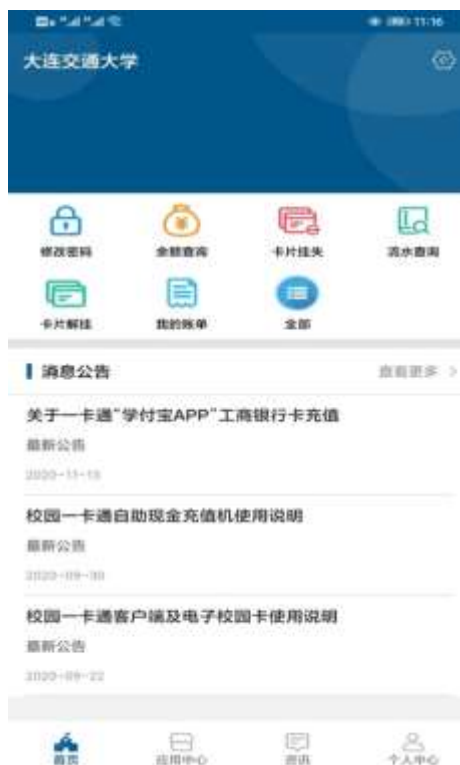 11:16
大连交通大学
修改密码 余额查询 卡片挂失 流水查询
卡片解挂 我的账单 全部
消息公告 查看更多
关于一卡通"学付宝APP"工商银行卡充值
最新公告
2020-11-13
校园一卡通自助现金充值机使用说明
最新公告
2020-09-30
校园一卡通客户端及电子校园卡使用说明
最新公告
2020-09-22
首页 应用中心 资讯 个人中心